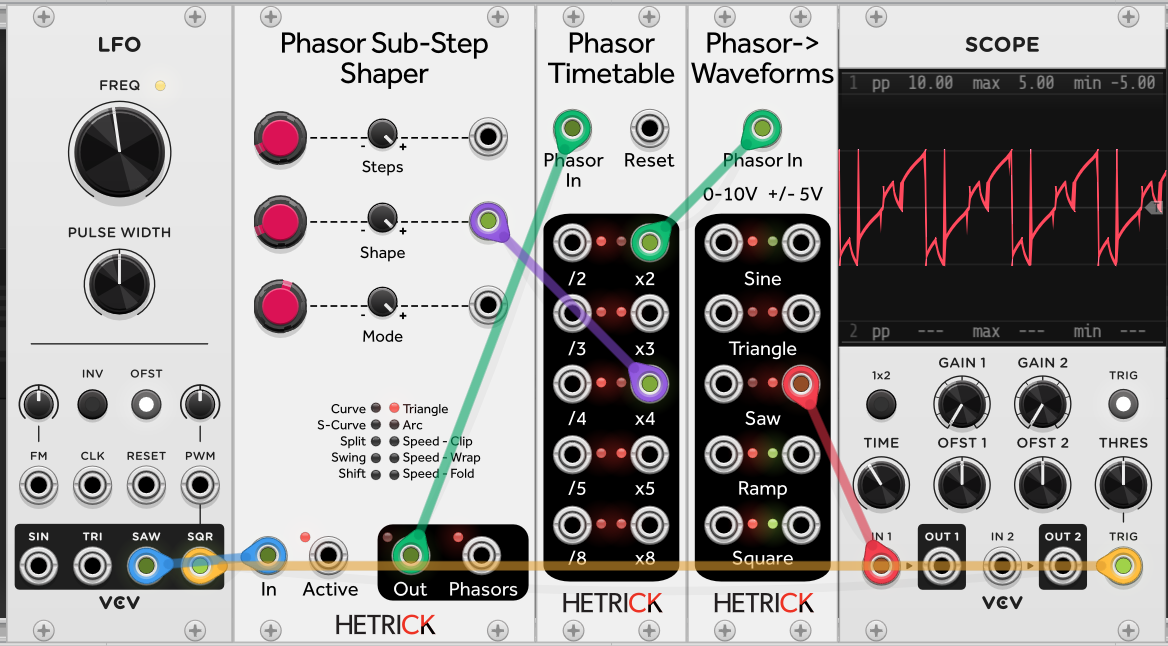 LFO
FREQ
PULSE WIDTH
INV
OFST
FM
CLK
RESET
PWM
SIN
TRI
SAW
SQR
VCV
Phasor Sub-Step
Shaper
-
+
Steps
-
+
Shape
-
+
Mode
Curve
Triangle
S-Curve
Arc
Split
Speed - Clip
Swing
Speed - Wrap
Shift
Speed - Fold
In
Active
Out
Phasors
HETRICK
Phasor
Timetable
Phasor
In
Reset
/2
x2
/3
x3
/4
x4
/5
x5
/8
x8
HETRICK
Phasor->
Waveforms
Phasor In
0-10V +/- 5V
Sine
Triangle
Saw
Ramp
Square
HETRICK
SCOPE
1 pp 10.00 max 5.00 min -5.00
2 pp --- max --- min ---
1x2
GAIN 1
GAIN 2
TRIG
TIME
OFST 1
OFST 2
THRES
IN 1
OUT 1
IN 2
OUT 2
TRIG
VCV